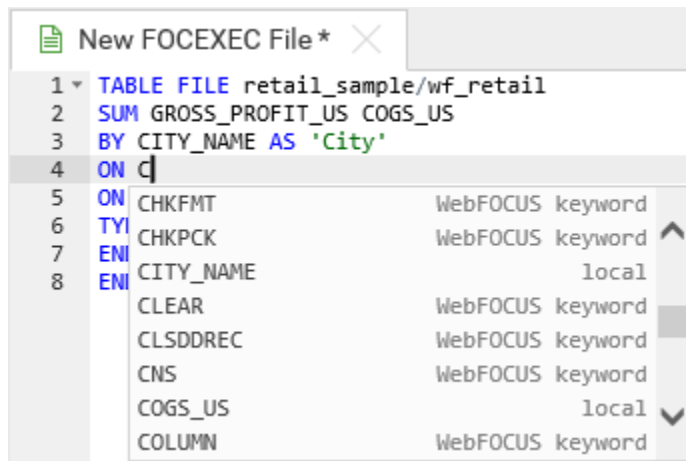 New FOCEXEC File*
1 TABLE FILE retail_sample/wf_retail
2 SUM GROSS_PROFIT_US COGS_US
3 BY CITY_NAME AS 'City'
4 ON C
5 ON
6 TY
7 EN
8 EN
CHKFMT WebFOCUS keyword
CHKPCK WebFOCUS keyword
CITY_NAME local
CLEAR WebFOCUS keyword
CLSDDREC WebFOCUS keyword
CNS WebFOCUS keyword
COGS_US local
COLUMN WebFOCUS keyword